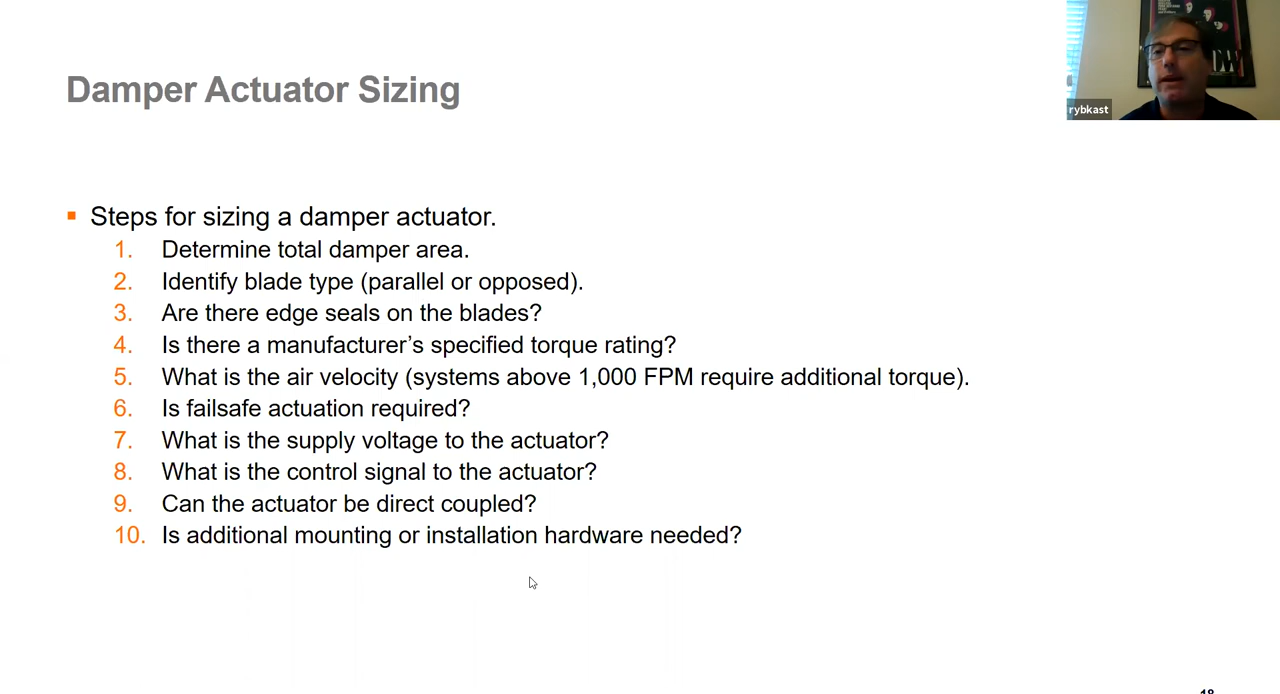 Damper Actuator Sizing
rybkast
Steps for sizing a damper actuator.
1. Determine total damper area.
2. Identify blade type (parallel or opposed).
3. Are there edge seals on the blades?
4. Is there a manufacturer’s specified torque rating?
5. What is the air velocity (systems above 1,000 FPM require additional torque).
6. Is failsafe actuation required?
7. What is the supply voltage to the actuator?
8. What is the control signal to the actuator?
9. Can the actuator be direct coupled?
10. Is additional mounting or installation hardware needed?